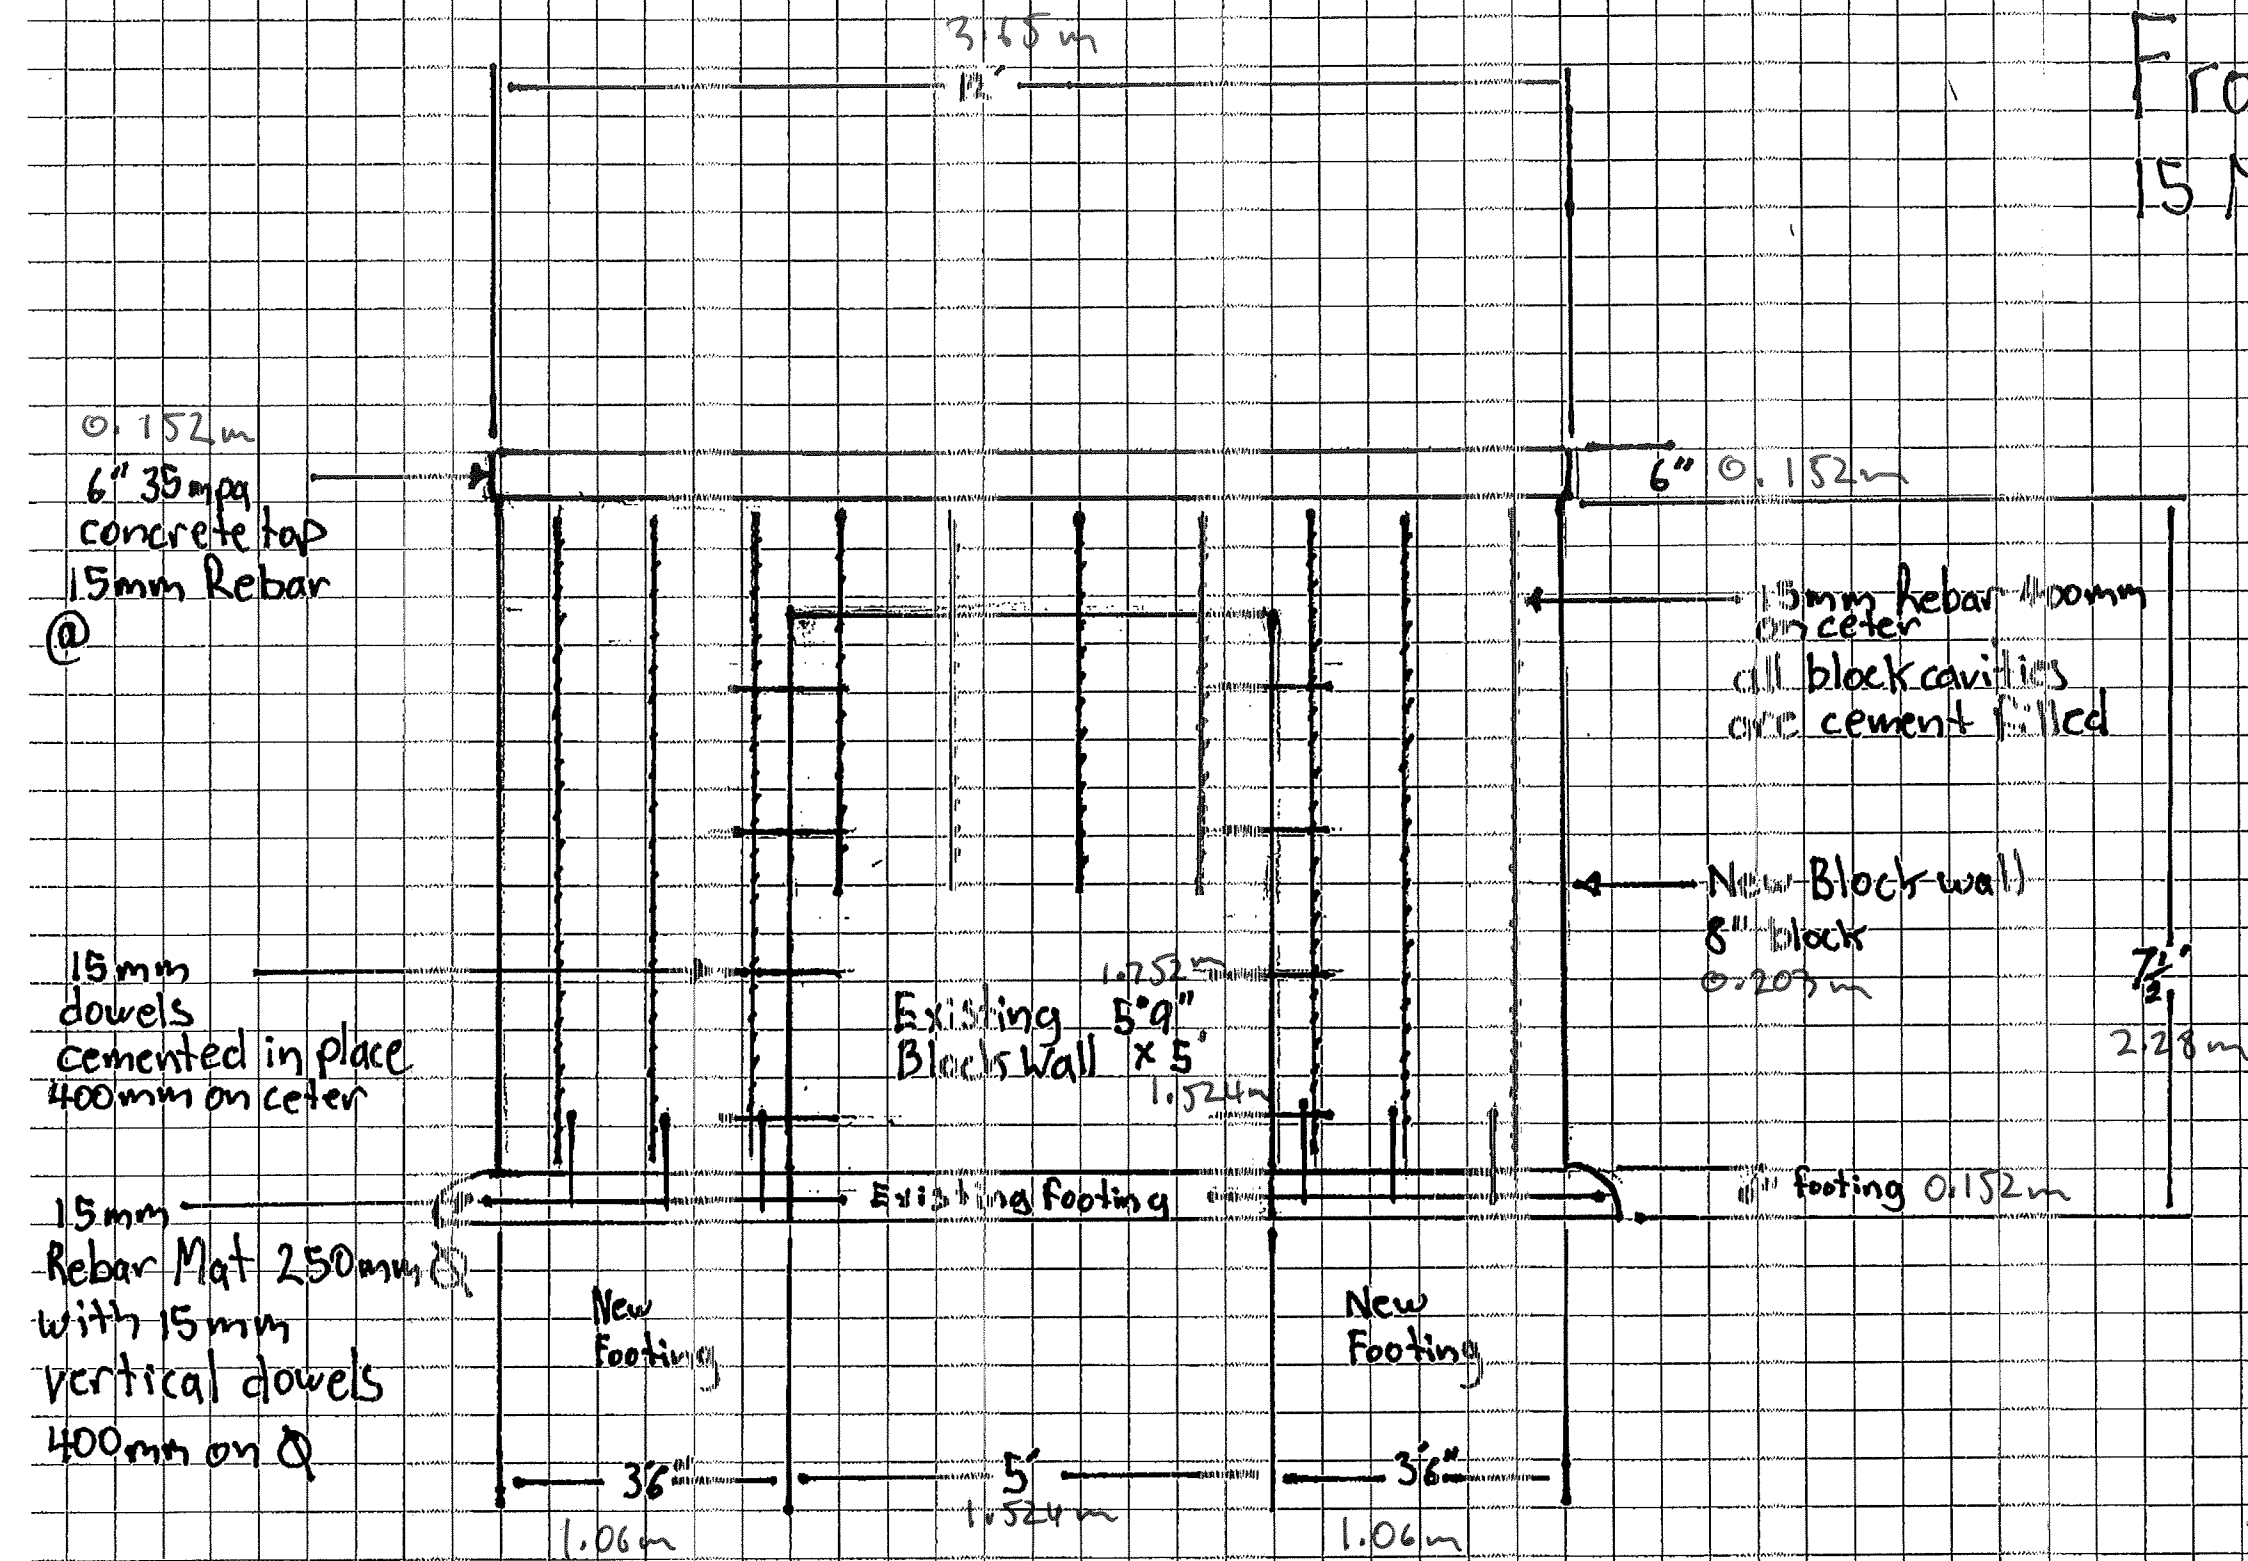 3.65 m
12'
Fro
15
0.152m
6" 35mpa
concrete top
15mm Rebar
@
6" 0.152m
15mm Rebar 400mm
on ceter
all block cavities
are cement filled
New Block wall
8" block
0.203m
7½'
2.28m
15mm
dowels
cemented in place
400mm on ceter
1.752m
Existing 5'9"
Block Wall x 5'
1.524m
Existing footing
footing 0.152m
15mm
Rebar Mat 250mm
with 15mm
vertical dowels
400mm on
New
Footing
New
Footing
3'6"
5'
3'6"
1.06m
1.524m
1.06m